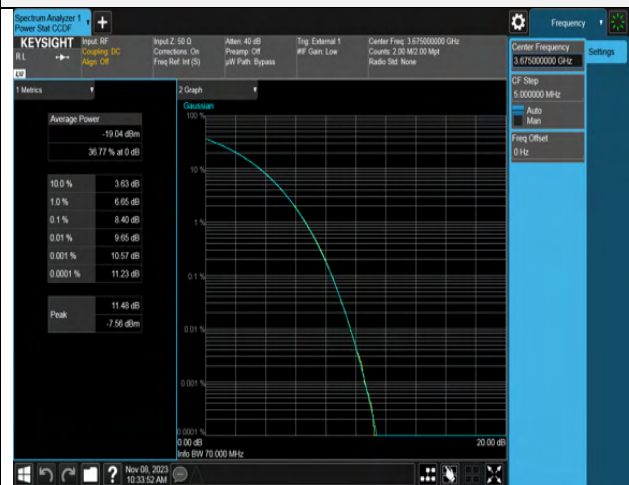 Spectrum Analyzer 1
Power Stat CCDF
Frequency
KEYSIGHT
RL
LXI
Input: RF
Coupling: DC
Align: Off
Input Z: 50 Ω
Corrections: On
Freq Ref: Int (S)
Atten: 40 dB
Preamp: Off
µW Path: Bypass
Trig: External 1
#IF Gain: Low
Center Freq: 3.675000000 GHz
Counts: 2.00 M/2.00 Mpt
Radio Std: None
Center Frequency
3.675000000 GHz
Settings
CF Step
5.000000 MHz
Auto
Man
Freq Offset
0 Hz
1 Metrics
Average Power
-19.04 dBm
36.77 % at 0 dB
10.0 % 3.63 dB
1.0 % 6.65 dB
0.1 % 8.40 dB
0.01 % 9.65 dB
0.001 % 10.57 dB
0.0001 % 11.23 dB
Peak 11.48 dB
-7.56 dBm
2 Graph
Gaussian
100 %
10 %
1 %
0.1 %
0.01 %
0.001 %
0.0001 %
0.00 dB 20.00 dB
Info BW 70.000 MHz
Nov 08, 2023
10:33:52 AM